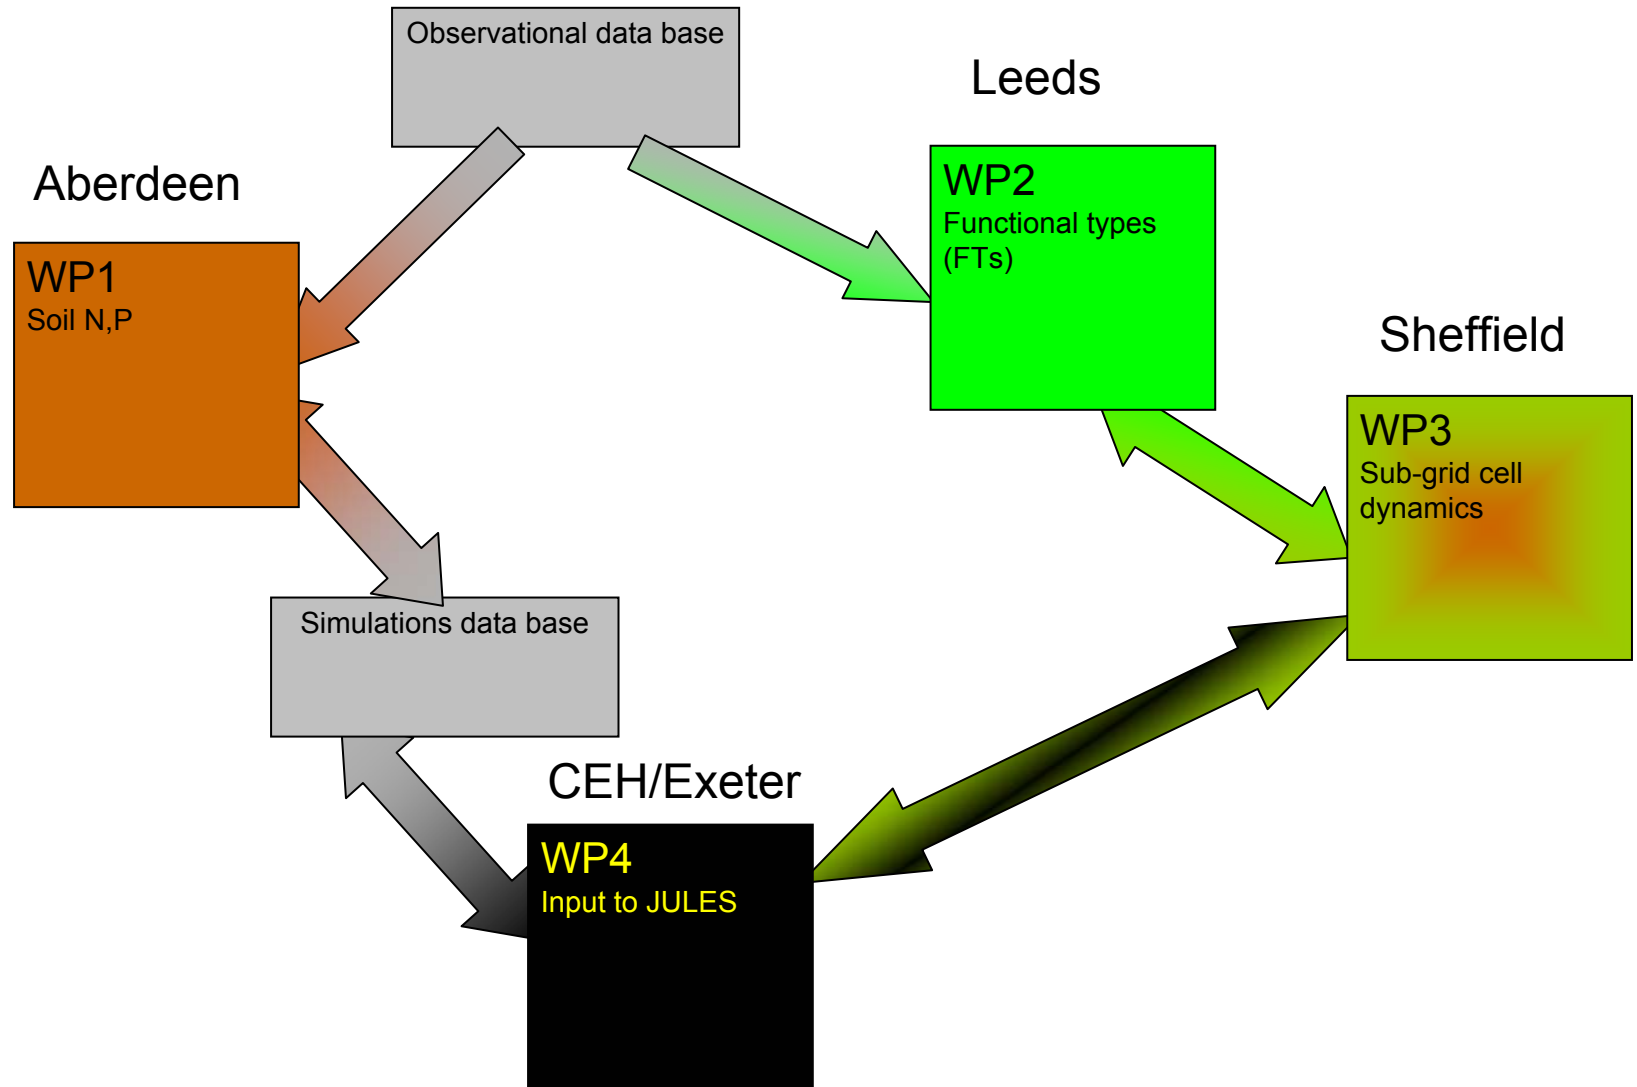 Observational data base
Leeds
Aberdeen
WP2
Functional types
(FTs)
WP1
Soil N,P
Sheffield
WP3
Sub-grid cell
dynamics
Simulations data base
CEH/Exeter
WP4
Input to JULES